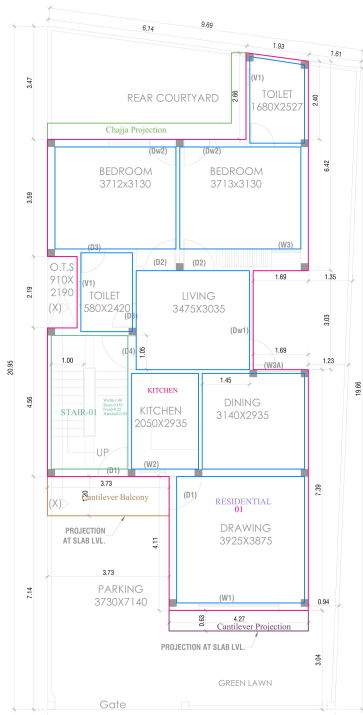 9.69
6.14
1.93
1.61
3.47
2.66
(V1)
TOILET
1680X2527
2.40
REAR COURTYARD
Chajja Projection
(Dw2)
(Dw2)
BEDROOM
3712x3130
BEDROOM
3713x3130
3.59
6.42
(D3)
(D2)
(D2)
(W3)
O.T.S
910X
2190
(X)
(V1)
TOILET
580X2420
LIVING
3475X3035
1.69
1.35
2.19
3.03
(Dw1)
(D4)
1.05
1.69
1.23
(W3A)
20.95
19.66
1.00
KITCHEN
KITCHEN
2050X2935
1.45
DINING
3140X2935
STAIR-01
4.56
UP
(D1)
(W2)
(D1)
3.73
7.39
(X)
Cantilever Balcony
RESIDENTIAL
01
DRAWING
3925X3875
PROJECTION
AT SLAB LVL.
4.11
3.73
PARKING
3730X7140
7.14
(W1)
0.94
0.63
4.27
Cantilever Projection
PROJECTION AT SLAB LVL.
3.04
GREEN LAWN
Gate